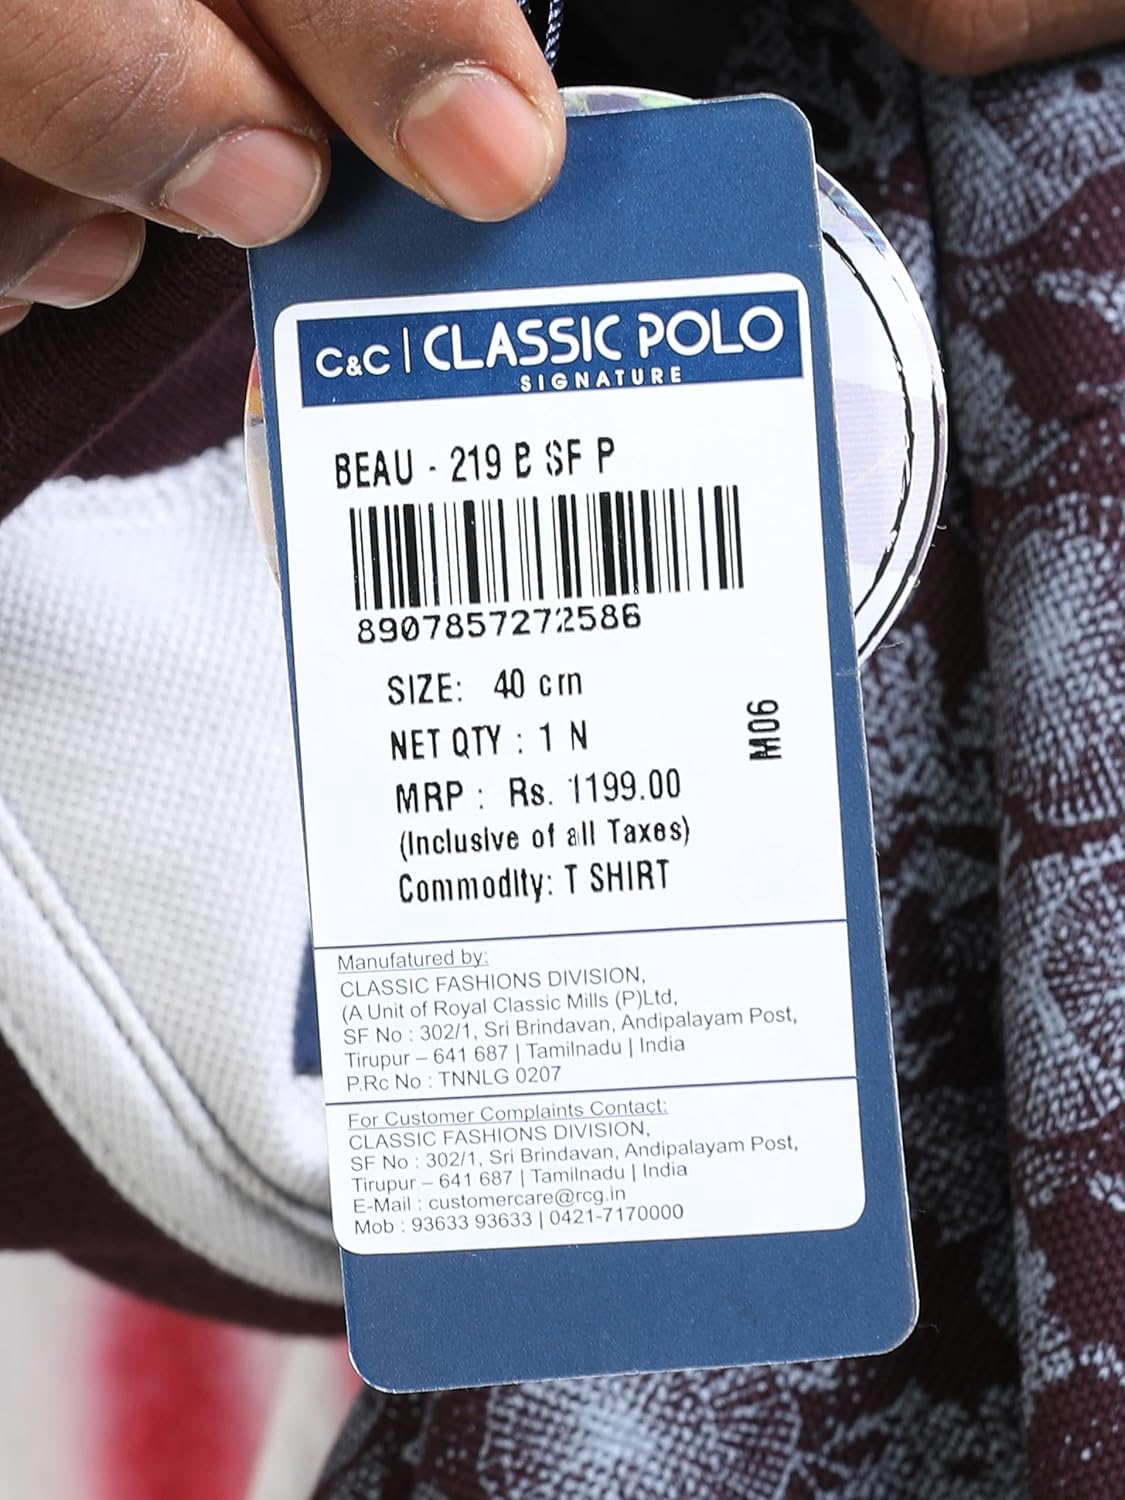 C&C | CLASSIC POLO
SIGNATURE
BEAU - 219 B SF P
8907857272586
SIZE: 40 cm
NET QTY : 1 N
M06
MRP : Rs. 1199.00
(Inclusive of all Taxes)
Commodity: T SHIRT
Manufatured by:
CLASSIC FASHIONS DIVISION,
(A Unit of Royal Classic Mills (P)Ltd,
SF No : 302/1, Sri Brindavan, Andipalayam Post,
Tirupur – 641 687 | Tamilnadu | India
P.Rc No : TNNLG 0207
For Customer Complaints Contact:
CLASSIC FASHIONS DIVISION,
SF No : 302/1, Sri Brindavan, Andipalayam Post,
Tirupur – 641 687 | Tamilnadu | India
E-Mail : customercare@rcg.in
Mob : 93633 93633 | 0421-7170000